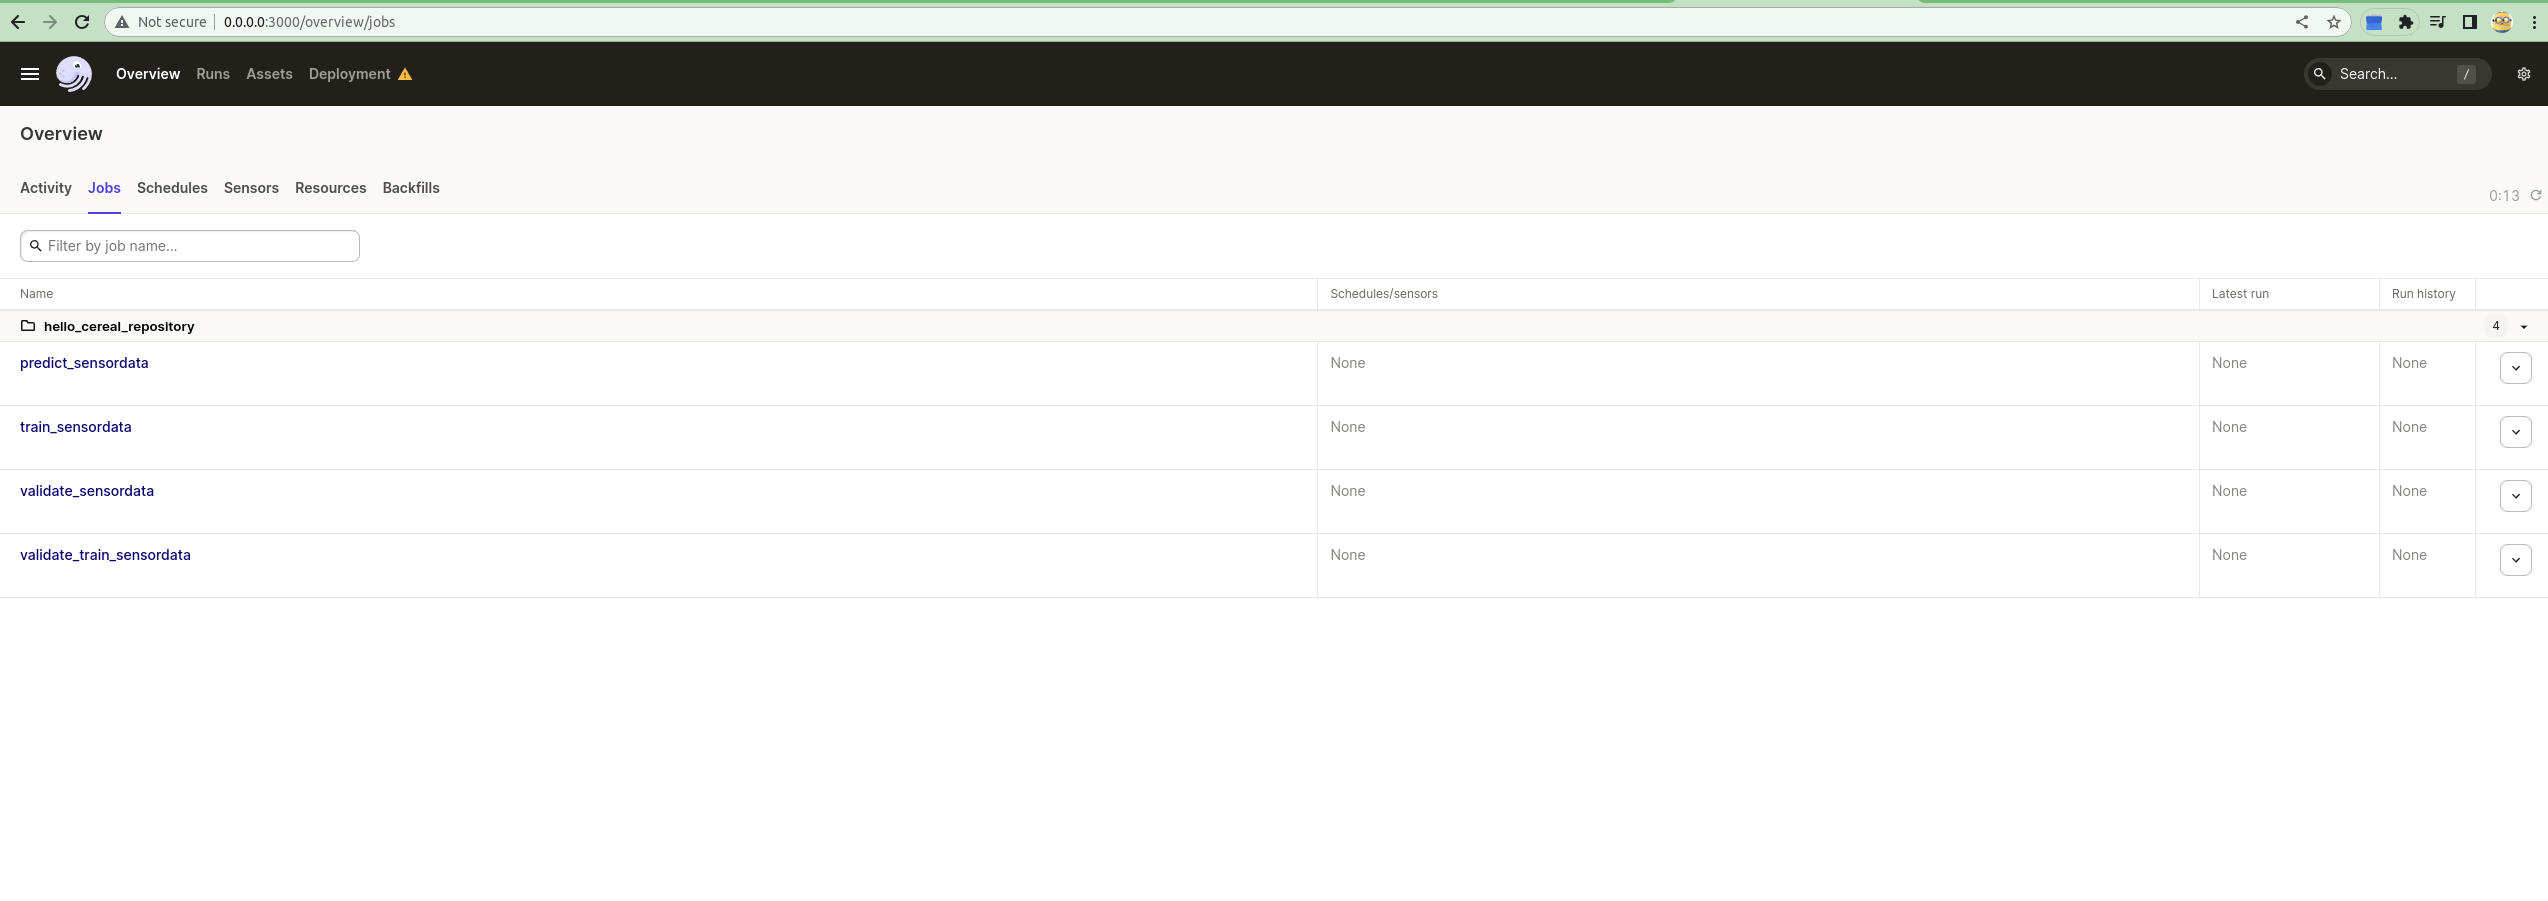 Not secure 0.0.0.0:3000/overview/jobs
Overview Runs Assets Deployment Search... /
Overview
Activity Jobs Schedules Sensors Resources Backfills 0:13
Filter by job name...
Name Schedules/sensors Latest run Run history
hello_cereal_repository 4
predict_sensordata None None None
train_sensordata None None None
validate_sensordata None None None
validate_train_sensordata None None None